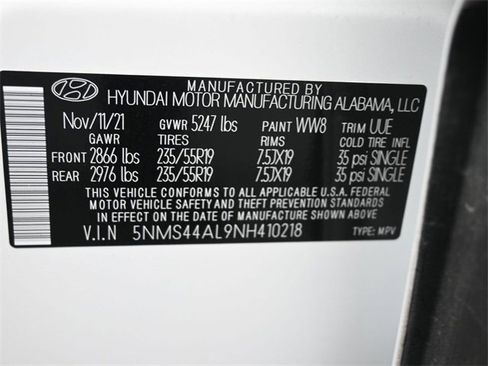 MANUFACTURED BY
HYUNDAI MOTOR MANUFACTURING ALABAMA, LLC
Nov/11/21 GVWR 5247 lbs PAINT WW8 TRIM UUE
GAWR TIRES RIMS COLD TIRE INFL
FRONT 2866 lbs 235/55R19 7.5JX19 35 psi SINGLE
REAR 2976 lbs 235/55R19 7.5JX19 35 psi SINGLE
THIS VEHICLE CONFORMS TO ALL APPLICABLE U.S.A. FEDERAL
MOTOR VEHICLE SAFETY AND THEFT PREVENTION STANDARDS
IN EFFECT ON THE DATE OF MANUFACTURE SHOWN ABOVE.
V.I.N 5NMS44AL9NH410218 TYPE: MPV